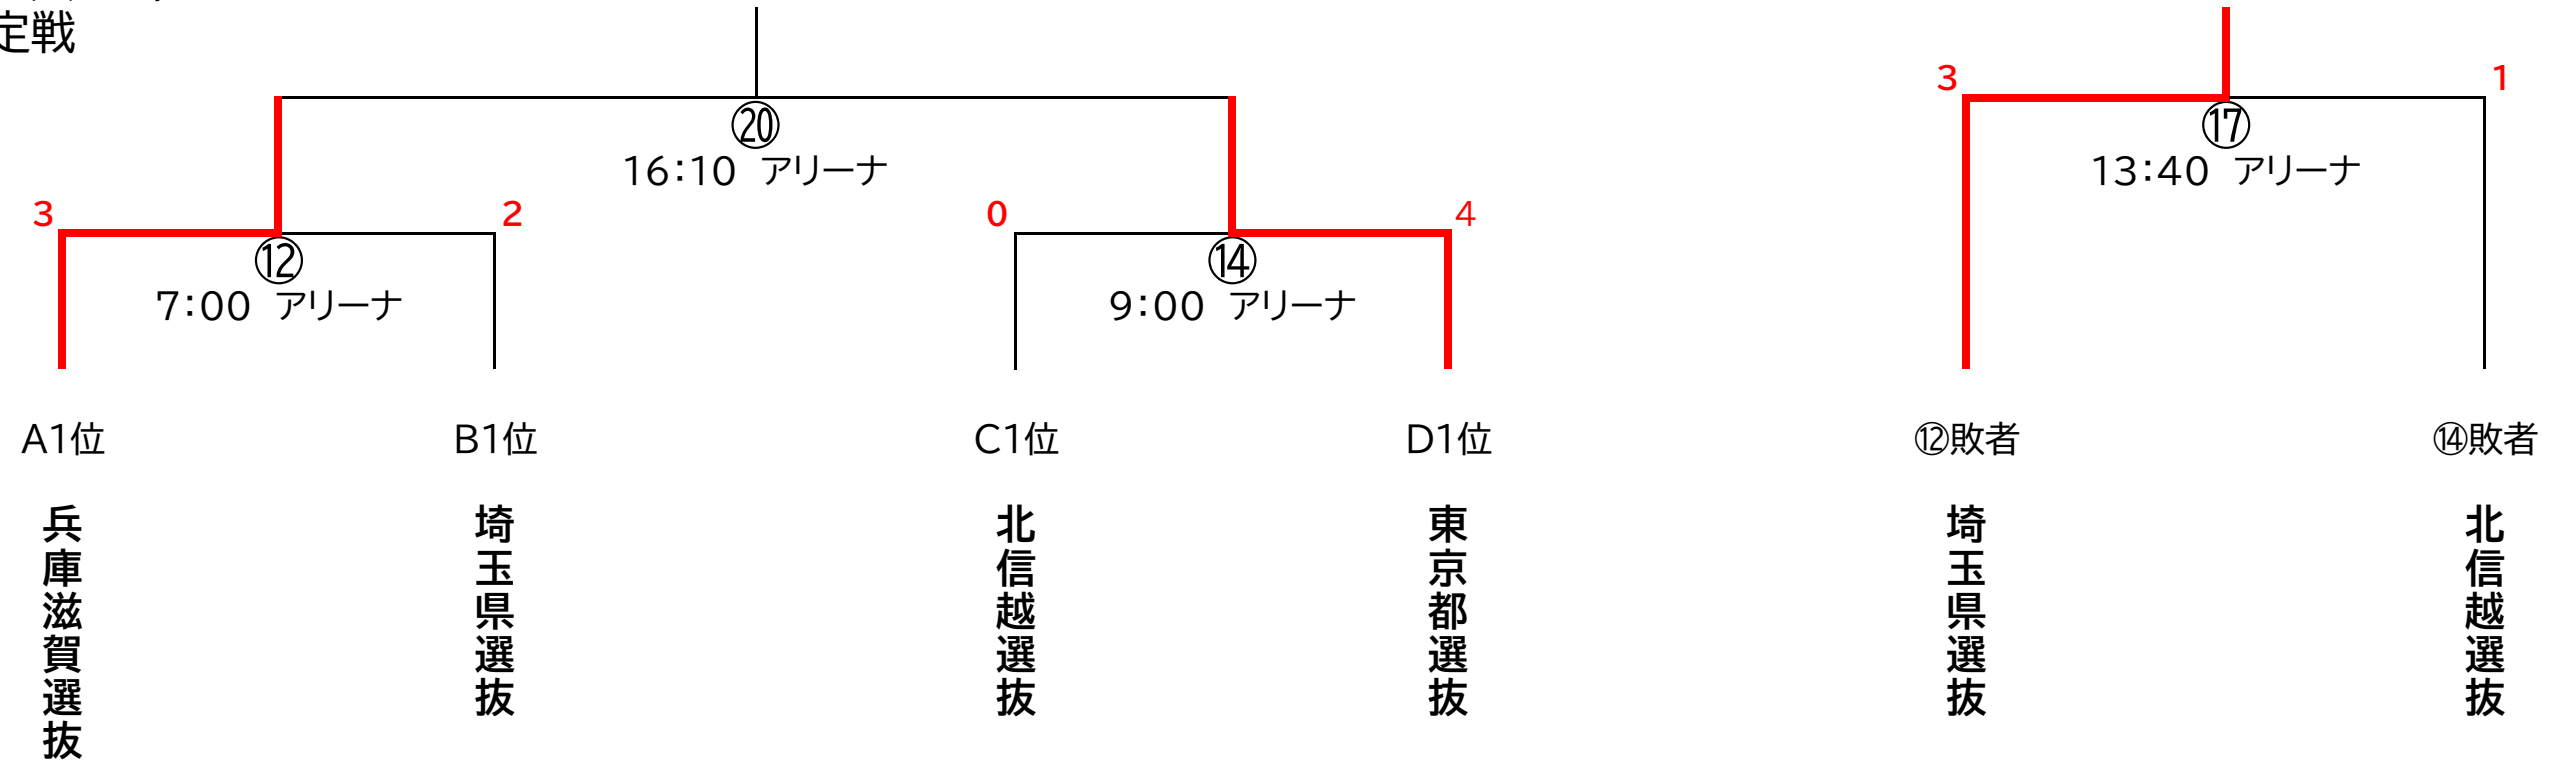 定戦
3 1
⑳ ⑰
16:10 アリーナ 13:40 アリーナ
3 2 0 4
⑫ ⑭
7:00 アリーナ 9:00 アリーナ
A1位 B1位 C1位 D1位 ⑫敗者 ⑭敗者
兵庫滋賀選抜
埼玉県選抜
北信越選抜
東京都選抜
埼玉県選抜
北信越選抜